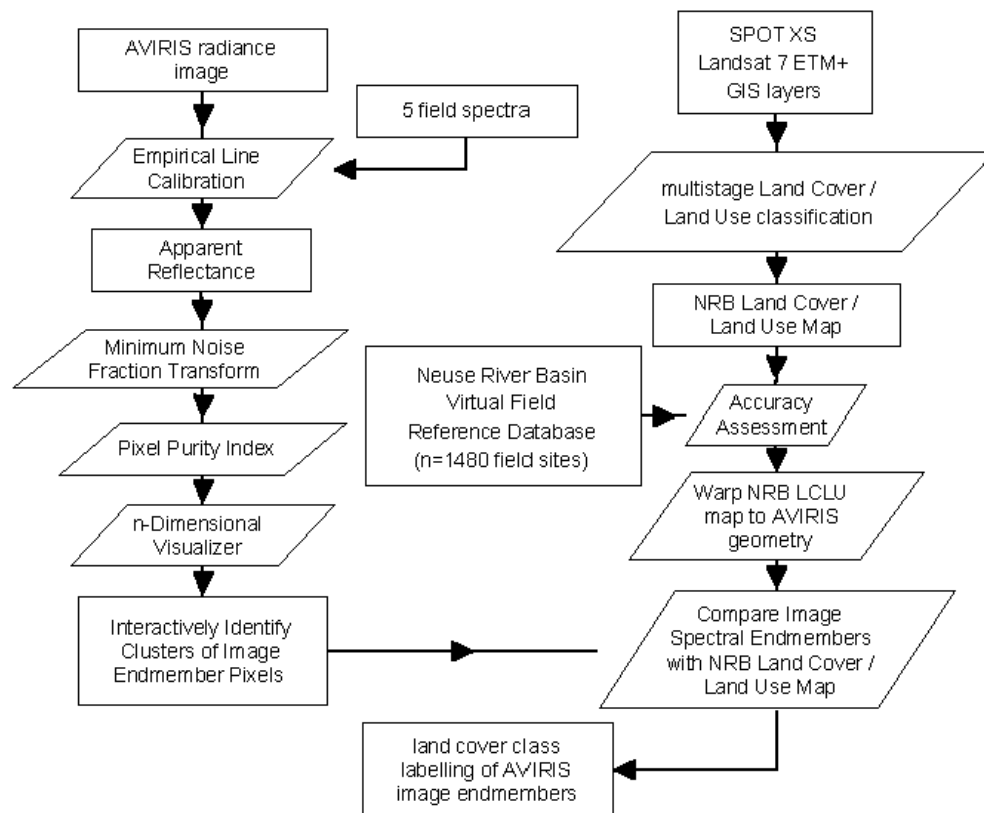 AVIRIS radiance
image
5 field spectra
Empirical Line
Calibration
Apparent
Reflectance
Minimum Noise
Fraction Transform
Pixel Purity Index
n-Dimensional
Visualizer
Interactively Identify
Clusters of Image
Endmember Pixels
SPOT XS
Landsat 7 ETM+
GIS layers
multistage Land Cover /
Land Use classification
NRB Land Cover /
Land Use Map
Neuse River Basin
Virtual Field
Reference Database
(n=1480 field sites)
Accuracy
Assessment
Warp NRB LCLU
map to AVIRIS
geometry
Compare Image
Spectral Endmembers
with NRB Land Cover /
Land Use Map
land cover class
labelling of AVIRIS
image endmembers